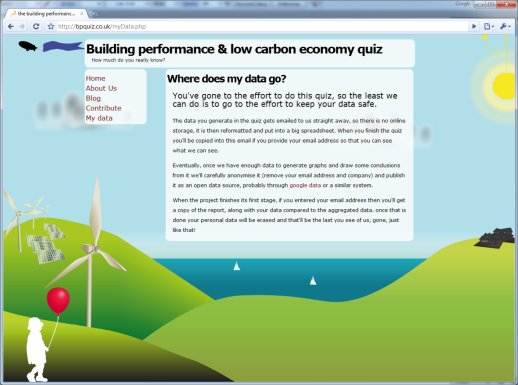 the building performanc...
Google
http://bpquiz.co.uk/myData.php
Building performance & low carbon economy quiz
How much do you really know?
Home
About Us
Blog
Contribute
My data
Where does my data go?
You've gone to the effort to do this quiz, so the least we
can do is to go to the effort to keep your data safe.
The data you generate in the quiz gets emailed to us straight away, so there is no online
storage, it is then reformatted and put into a big spreadsheet. When you finish the quiz
you'll be copied into this email if you provide your email address so that you can see
what we can see.
Eventually, once we have enough data to generate graphs and draw some conclusions
from it we'll carefully anonymise it (remove your email address and company) and publish
it as an open data source, probably through google data or a similar system.
When the project finishes its first stage, if you entered your email address then you'll get
a copy of the report, along with your data compared to the aggregated data. once that is
done your personal data will be erased and that'll be the last you see of us, gone, just
like that!